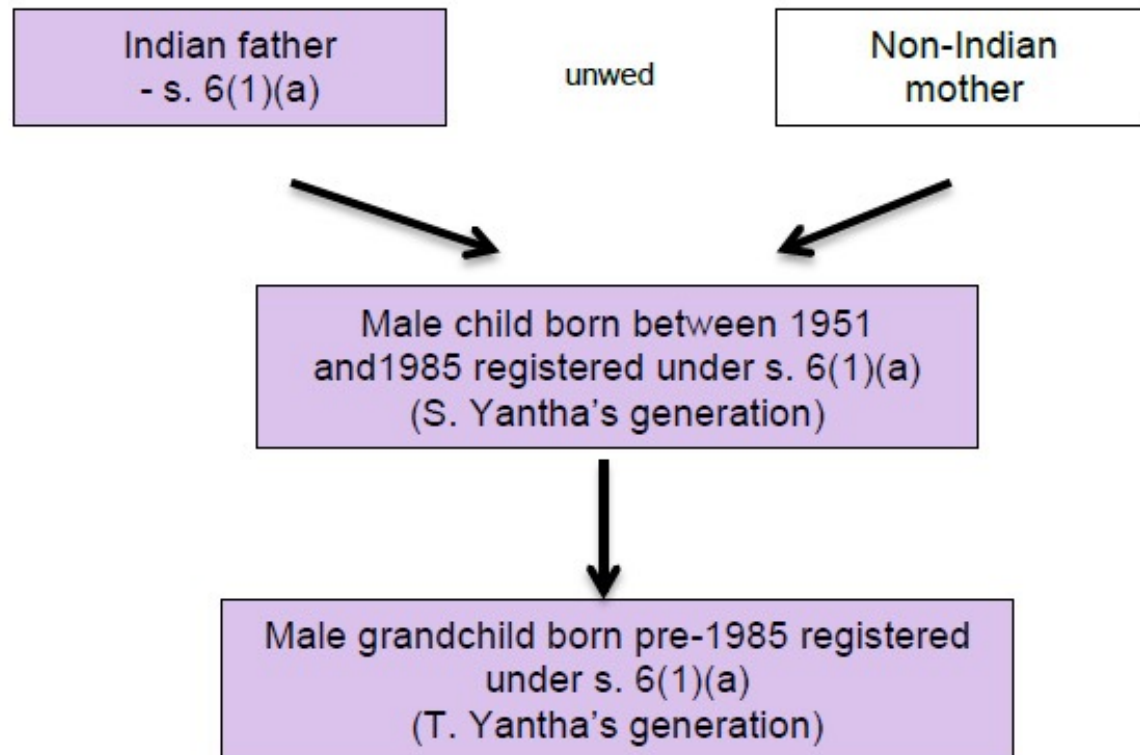 Indian father
- s. 6(1)(a)
unwed
Non-Indian
mother
Male child born between 1951
and1985 registered under s. 6(1)(a)
(S. Yantha's generation)
Male grandchild born pre-1985 registered
under s. 6(1)(a)
(T. Yantha's generation)